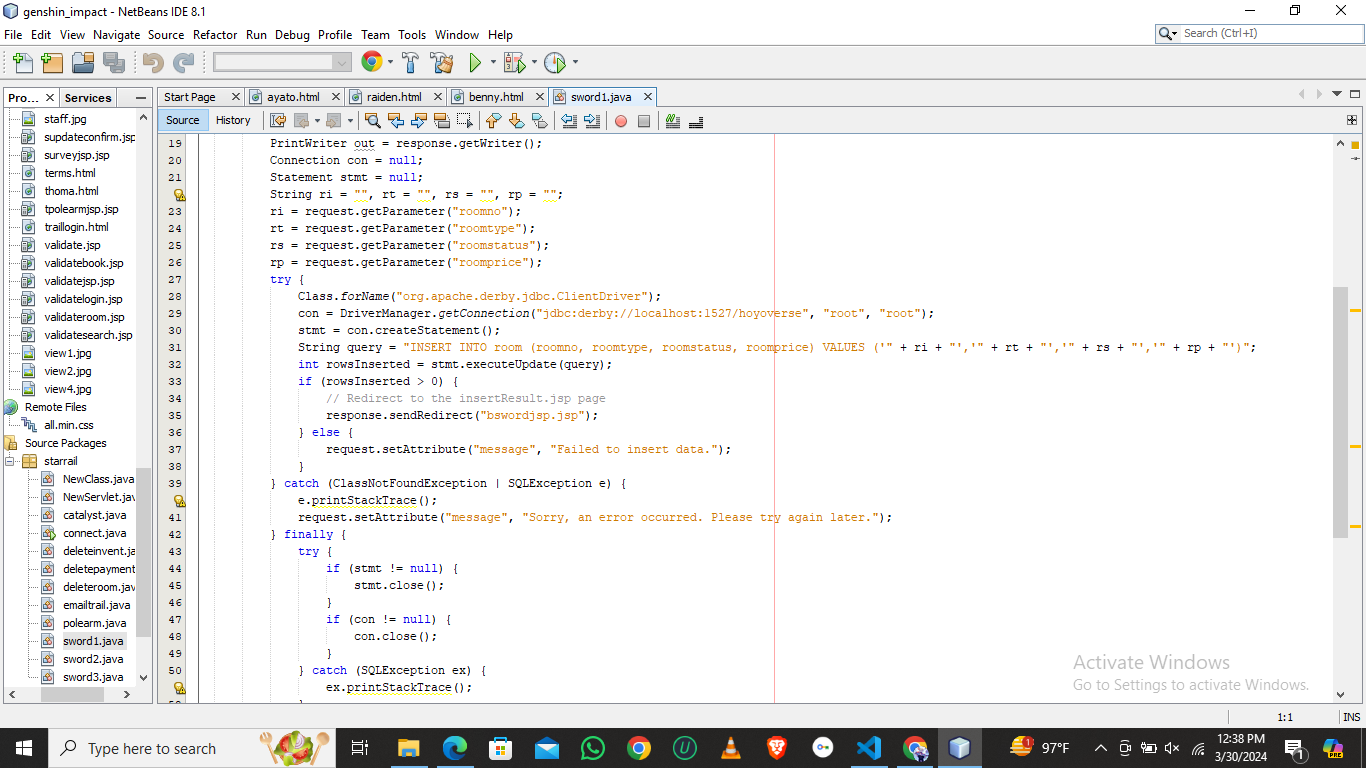 genshin_impact - NetBeans IDE 8.1
File Edit View Navigate Source Refactor Run Debug Profile Team Tools Window Help
Search (Ctrl+I)
Pro... Services
Start Page ayato.html raiden.html benny.html sword1.java
Source History
staff.jpg
supdateconfirm.jsp
surveyjsp.jsp
terms.html
thoma.html
tpolearmjsp.jsp
traillogin.html
validate.jsp
validatebook.jsp
validatejsp.jsp
validatelogin.jsp
validateroom.jsp
validatesearch.jsp
view1.jpg
view2.jpg
view4.jpg
Remote Files
all.min.css
Source Packages
starrail
NewClass.java
NewServlet.jav
catalyst.java
connect.java
deleteinvent.ja
deletepayment
deleteroom.jav
emailtrail.java
polearm.java
sword1.java
sword2.java
sword3.java
19 PrintWriter out = response.getWriter();
20 Connection con = null;
21 Statement stmt = null;
String ri = "", rt = "", rs = "", rp = "";
23 ri = request.getParameter("roomno");
24 rt = request.getParameter("roomtype");
25 rs = request.getParameter("roomstatus");
26 rp = request.getParameter("roomprice");
27 try {
28 Class.forName("org.apache.derby.jdbc.ClientDriver");
29 con = DriverManager.getConnection("jdbc:derby://localhost:1527/hoyoverse", "root", "root");
30 stmt = con.createStatement();
31 String query = "INSERT INTO room (roomno, roomtype, roomstatus, roomprice) VALUES ('" + ri + "','" + rt + "','" + rs + "','" + rp + "')";
32 int rowsInserted = stmt.executeUpdate(query);
33 if (rowsInserted > 0) {
34 // Redirect to the insertResult.jsp page
35 response.sendRedirect("bswordjsp.jsp");
36 } else {
37 request.setAttribute("message", "Failed to insert data.");
38 }
39 } catch (ClassNotFoundException | SQLException e) {
e.printStackTrace();
41 request.setAttribute("message", "Sorry, an error occurred. Please try again later.");
42 } finally {
43 try {
44 if (stmt != null) {
45 stmt.close();
46 }
47 if (con != null) {
48 con.close();
49 }
50 } catch (SQLException ex) {
ex.printStackTrace();
Activate Windows
Go to Settings to activate Windows.
1:1 INS
Type here to search
97°F
12:38 PM
3/30/2024
1
1
PRE